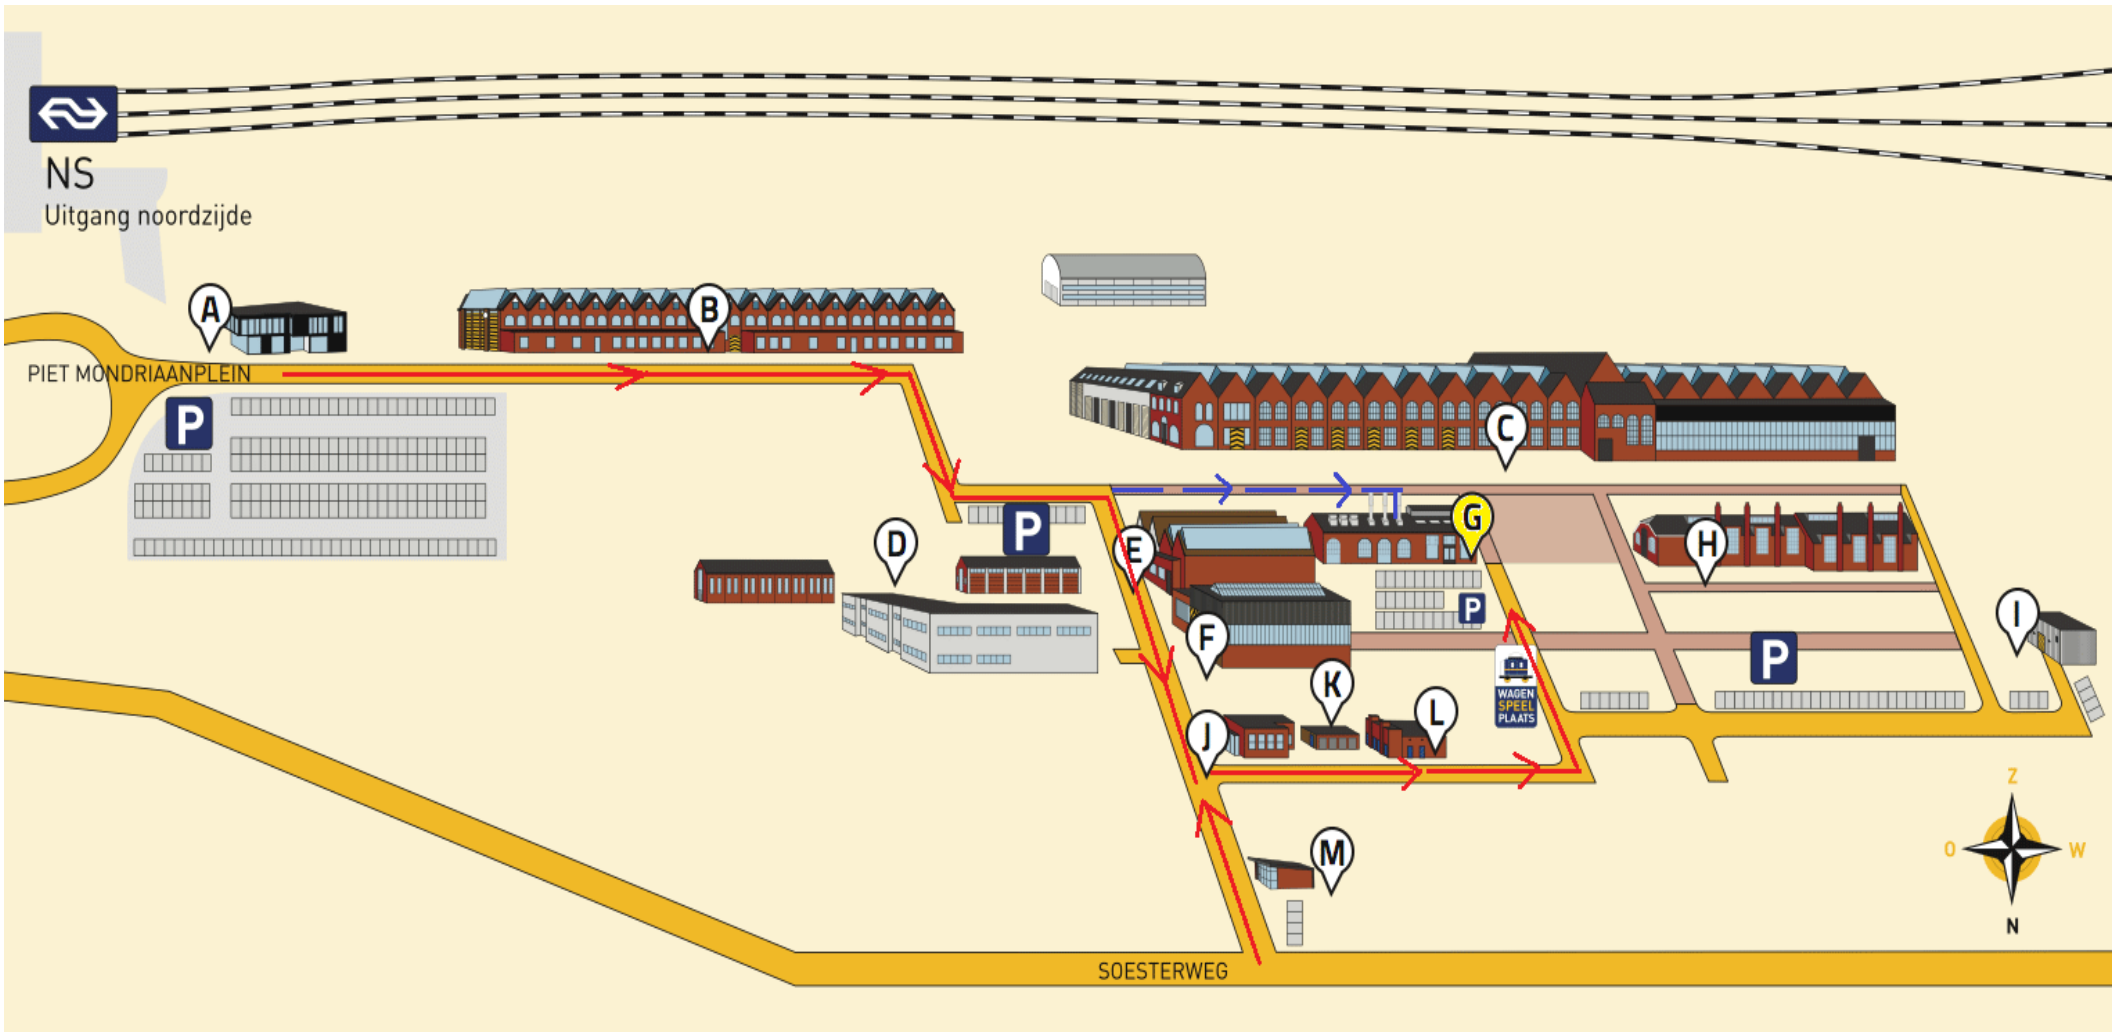 NS
Uitgang noordzijde
A
B
PIET MONDRIAANPLEIN
P
C
D
P
E
G
H
P
F
I
P
K
WAGEN
SPEEL
PLAATS
L
J
Z
O
W
N
M
SOESTERWEG